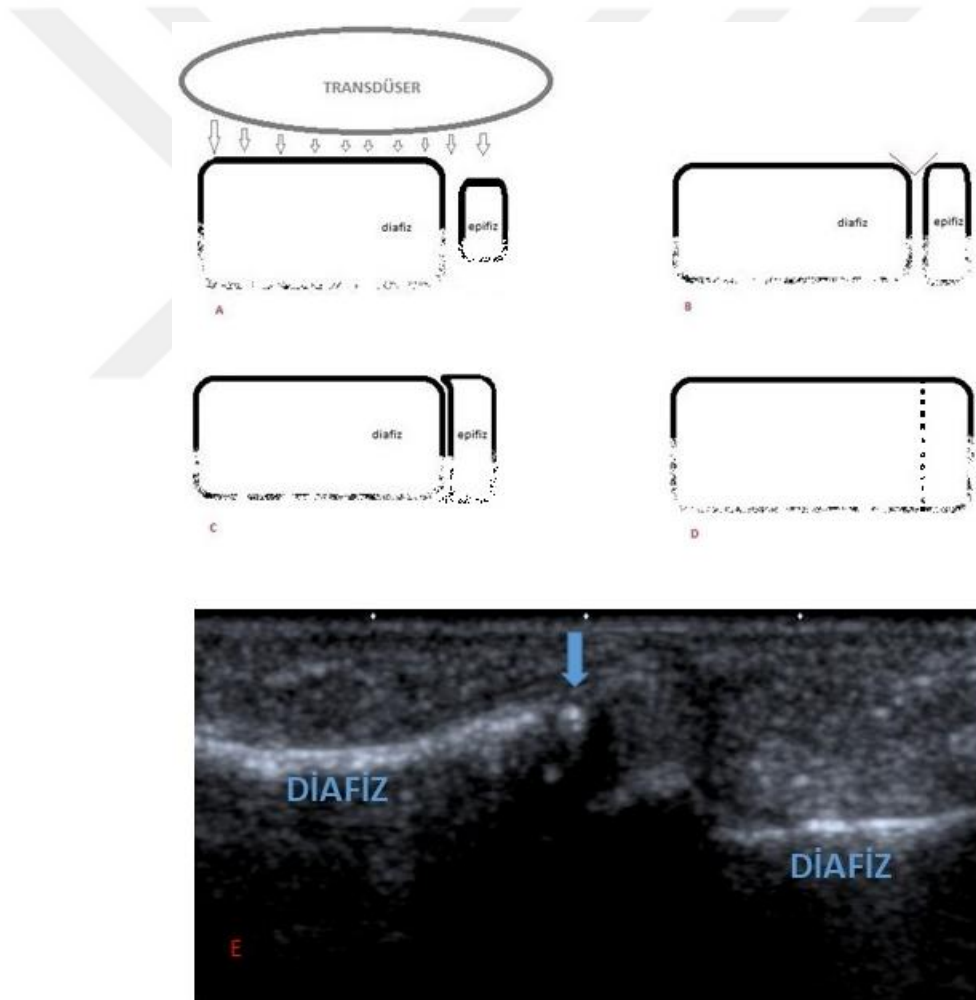 TRANSDÜSER
diafiz
epifiz
diafiz
epifiz
A
B
diafiz
epifiz
C
D
DİAFİZ
DİAFİZ
E